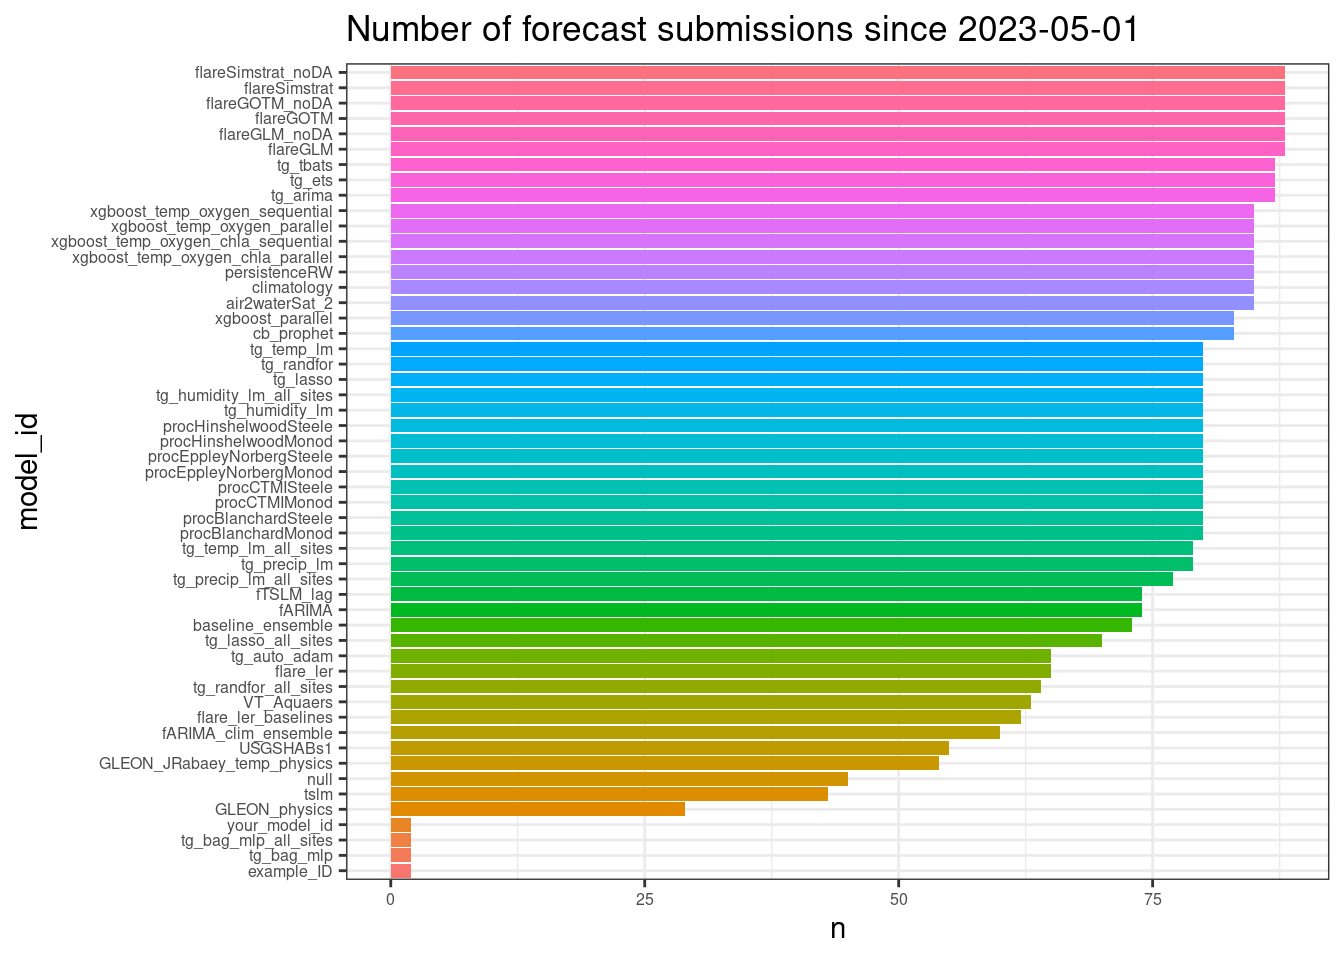 Number of forecast submissions since 2023-05-01
model_id
flareSimstrat_noDA
flareSimstrat
flareGOTM_noDA
flareGOTM
flareGLM_noDA
flareGLM
tg_tbats
tg_ets
tg_arima
xgboost_temp_oxygen_sequential
xgboost_temp_oxygen_parallel
xgboost_temp_oxygen_chla_sequential
xgboost_temp_oxygen_chla_parallel
persistenceRW
climatology
air2waterSat_2
xgboost_parallel
cb_prophet
tg_temp_lm
tg_randfor
tg_lasso
tg_humidity_lm_all_sites
tg_humidity_lm
procHinshelwoodSteele
procHinshelwoodMonod
procEppleyNorbergSteele
procEppleyNorbergMonod
procCTMISteele
procCTMIMonod
procBlanchardSteele
procBlanchardMonod
tg_temp_lm_all_sites
tg_precip_lm
tg_precip_lm_all_sites
fTSLM_lag
fARIMA
baseline_ensemble
tg_lasso_all_sites
tg_auto_adam
flare_ler
tg_randfor_all_sites
VT_Aquaers
flare_ler_baselines
fARIMA_clim_ensemble
USGSHABs1
GLEON_JRabaey_temp_physics
null
tslm
GLEON_physics
your_model_id
tg_bag_mlp_all_sites
tg_bag_mlp
example_ID
0 25 50 75
n